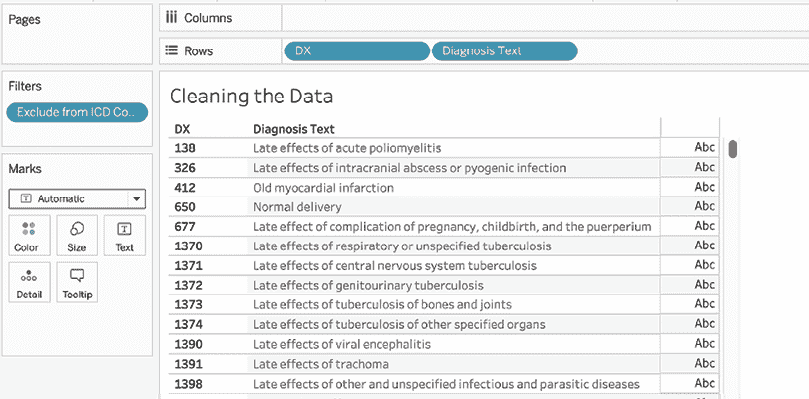 Pages
Columns
Rows
DX
Diagnosis Text
Filters
Exclude from ICD Co..
Marks
Automatic
Color
Size
Text
Detail
Tooltip
Cleaning the Data
DX Diagnosis Text
138 Late effects of acute poliomyelitis Abc
326 Late effects of intracranial abscess or pyogenic infection Abc
412 Old myocardial infarction Abc
650 Normal delivery Abc
677 Late effect of complication of pregnancy, childbirth, and the puerperium Abc
1370 Late effects of respiratory or unspecified tuberculosis Abc
1371 Late effects of central nervous system tuberculosis Abc
1372 Late effects of genitourinary tuberculosis Abc
1373 Late effects of tuberculosis of bones and joints Abc
1374 Late effects of tuberculosis of other specified organs Abc
1390 Late effects of viral encephalitis Abc
1391 Late effects of trachoma Abc
1398 Late effects of other and unspecified infectious and parasitic diseases Abc